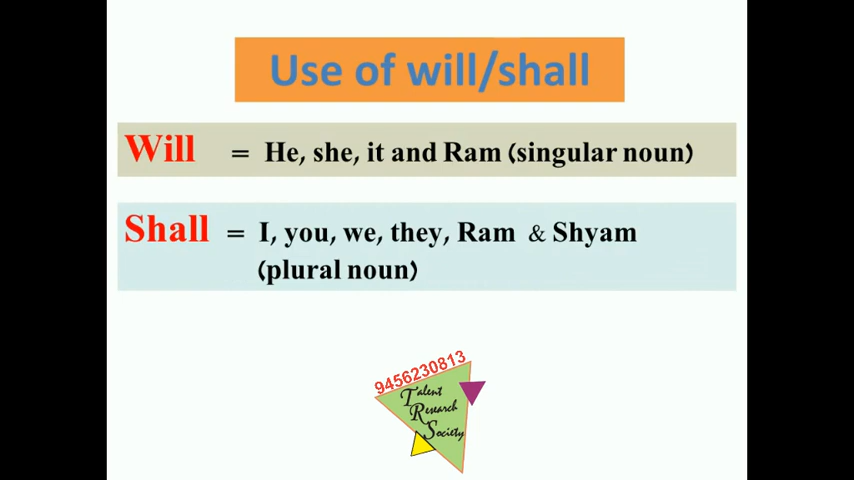 Use of will/shall
Will = He, she, it and Ram (singular noun)
Shall = I, you, we, they, Ram & Shyam
(plural noun)
9456230813
Talent
Research
Society